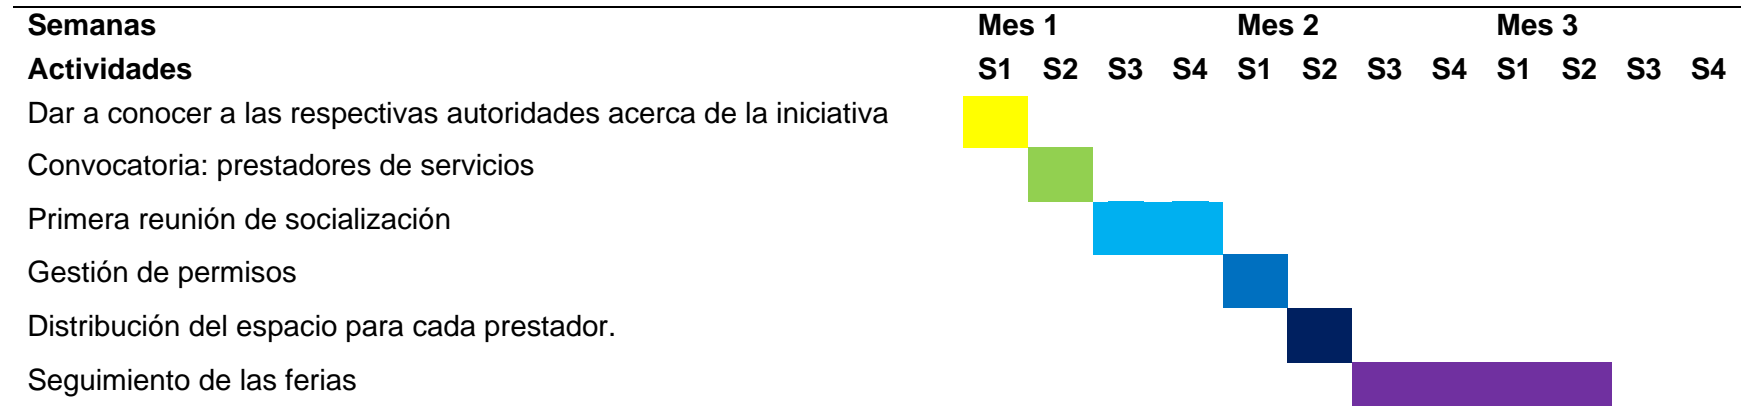 Semanas Mes 1 Mes 2 Mes 3
Actividades S1 S2 S3 S4 S1 S2 S3 S4 S1 S2 S3 S4
Dar a conocer a las respectivas autoridades acerca de la iniciativa
Convocatoria: prestadores de servicios
Primera reunión de socialización
Gestión de permisos
Distribución del espacio para cada prestador.
Seguimiento de las ferias